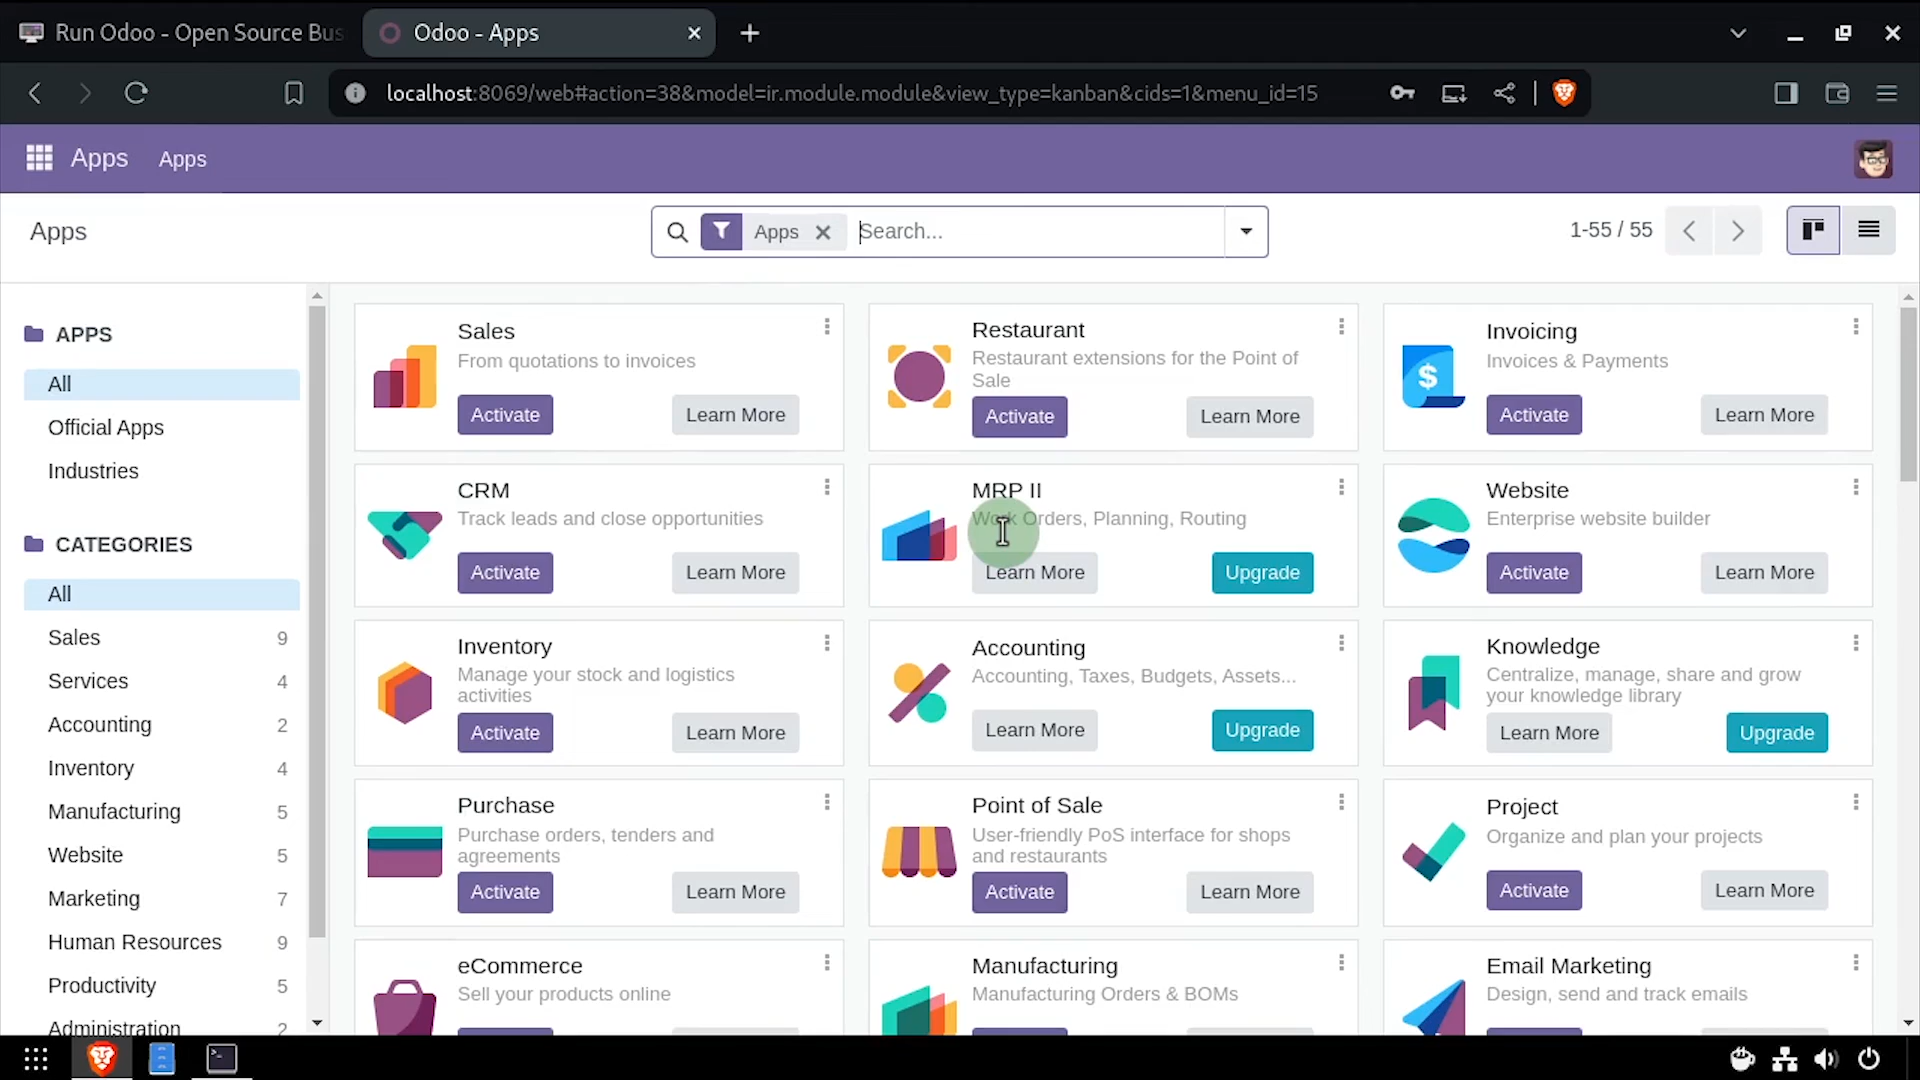 Run Odoo - Open Source Bus
Odoo - Apps
localhost:8069/web#action=38&model=ir.module.module&view_type=kanban&cids=1&menu_id=15
Apps
Apps
Apps
Apps
Search...
1-55 / 55
APPS
All
Official Apps
Industries
CATEGORIES
All
Sales 9
Services 4
Accounting 2
Inventory 4
Manufacturing 5
Website 5
Marketing 7
Human Resources 9
Productivity 5
Administration 2
Sales
From quotations to invoices
Activate
Learn More
Restaurant
Restaurant extensions for the Point of
Sale
Activate
Learn More
Invoicing
Invoices & Payments
Activate
Learn More
CRM
Track leads and close opportunities
Activate
Learn More
MRP II
Work Orders, Planning, Routing
Learn More
Upgrade
Website
Enterprise website builder
Activate
Learn More
Inventory
Manage your stock and logistics
activities
Activate
Learn More
Accounting
Accounting, Taxes, Budgets, Assets...
Learn More
Upgrade
Knowledge
Centralize, manage, share and grow
your knowledge library
Learn More
Upgrade
Purchase
Purchase orders, tenders and
agreements
Activate
Learn More
Point of Sale
User-friendly PoS interface for shops
and restaurants
Activate
Learn More
Project
Organize and plan your projects
Activate
Learn More
eCommerce
Sell your products online
Manufacturing
Manufacturing Orders & BOMs
Email Marketing
Design, send and track emails